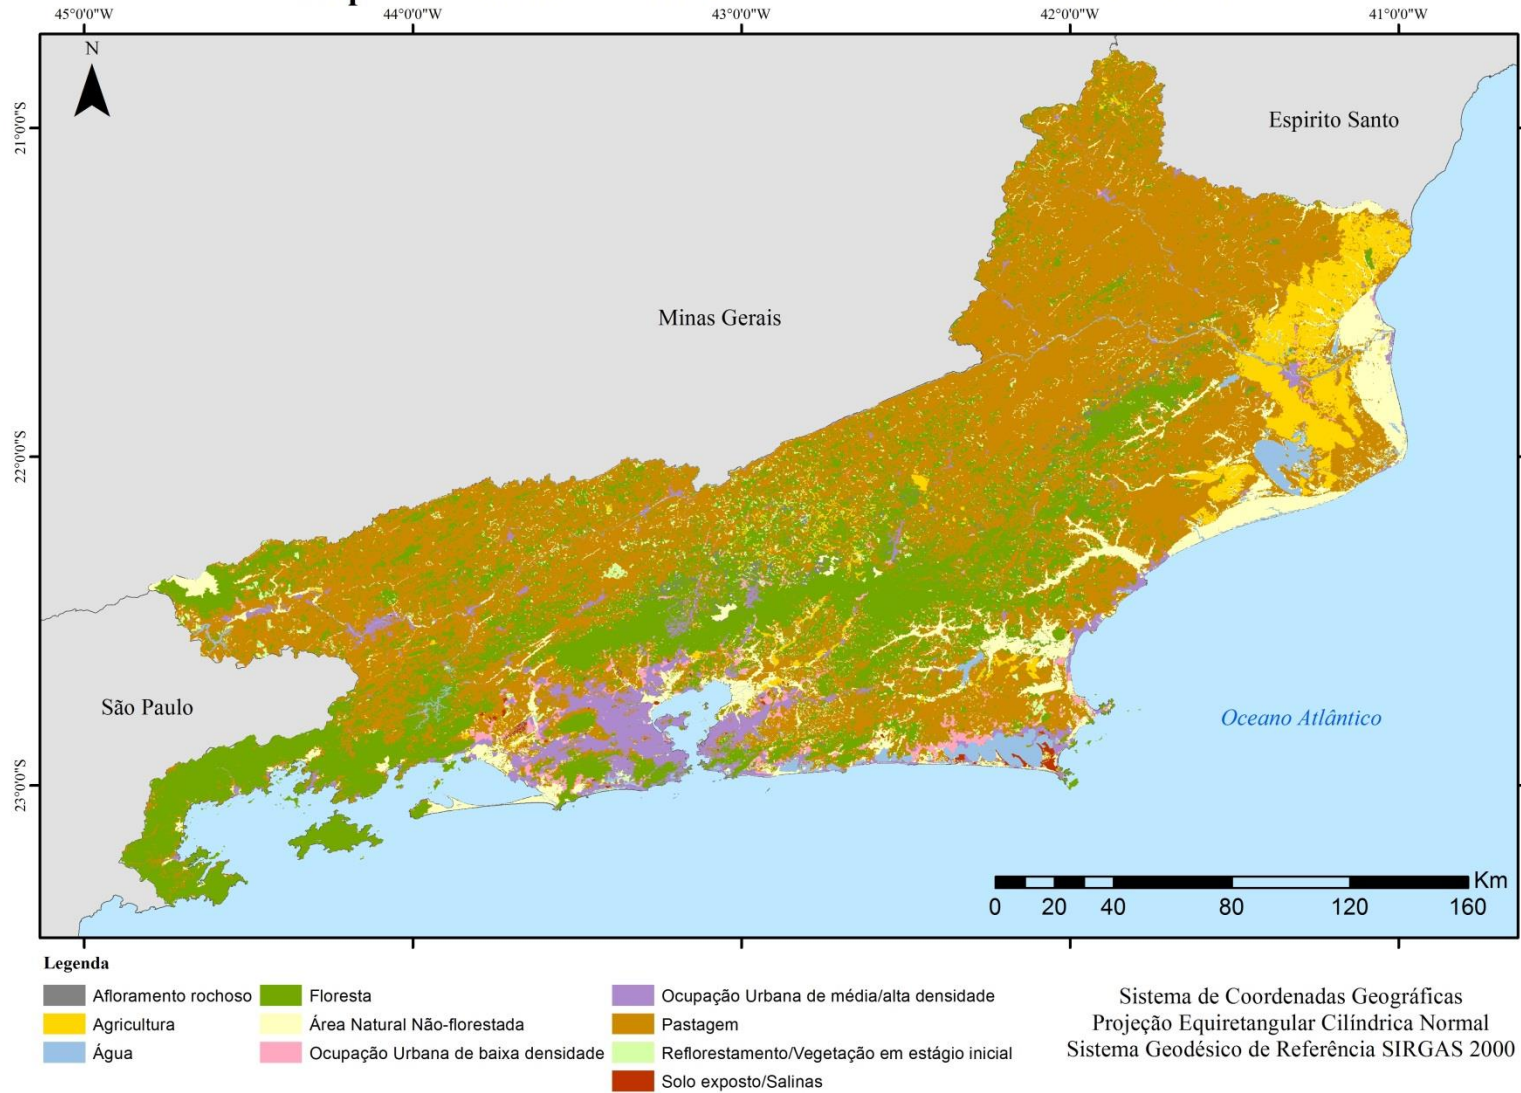 45°0'0"W
44°0'0"W
43°0'0"W
42°0'0"W
41°0'0"W
N
21°0'0"S
Espirito Santo
Minas Gerais
22°0'0"S
São Paulo
Oceano Atlântico
23°0'0"S
Km
0 20 40 80 120 160
Legenda
Afloramento rochoso
Agricultura
Água
Floresta
Área Natural Não-florestada
Ocupação Urbana de baixa densidade
Ocupação Urbana de média/alta densidade
Pastagem
Reflorestamento/Vegetação em estágio inicial
Solo exposto/Salinas
Sistema de Coordenadas Geográficas
Projeção Equiretangular Cilíndrica Normal
Sistema Geodésico de Referência SIRGAS 2000